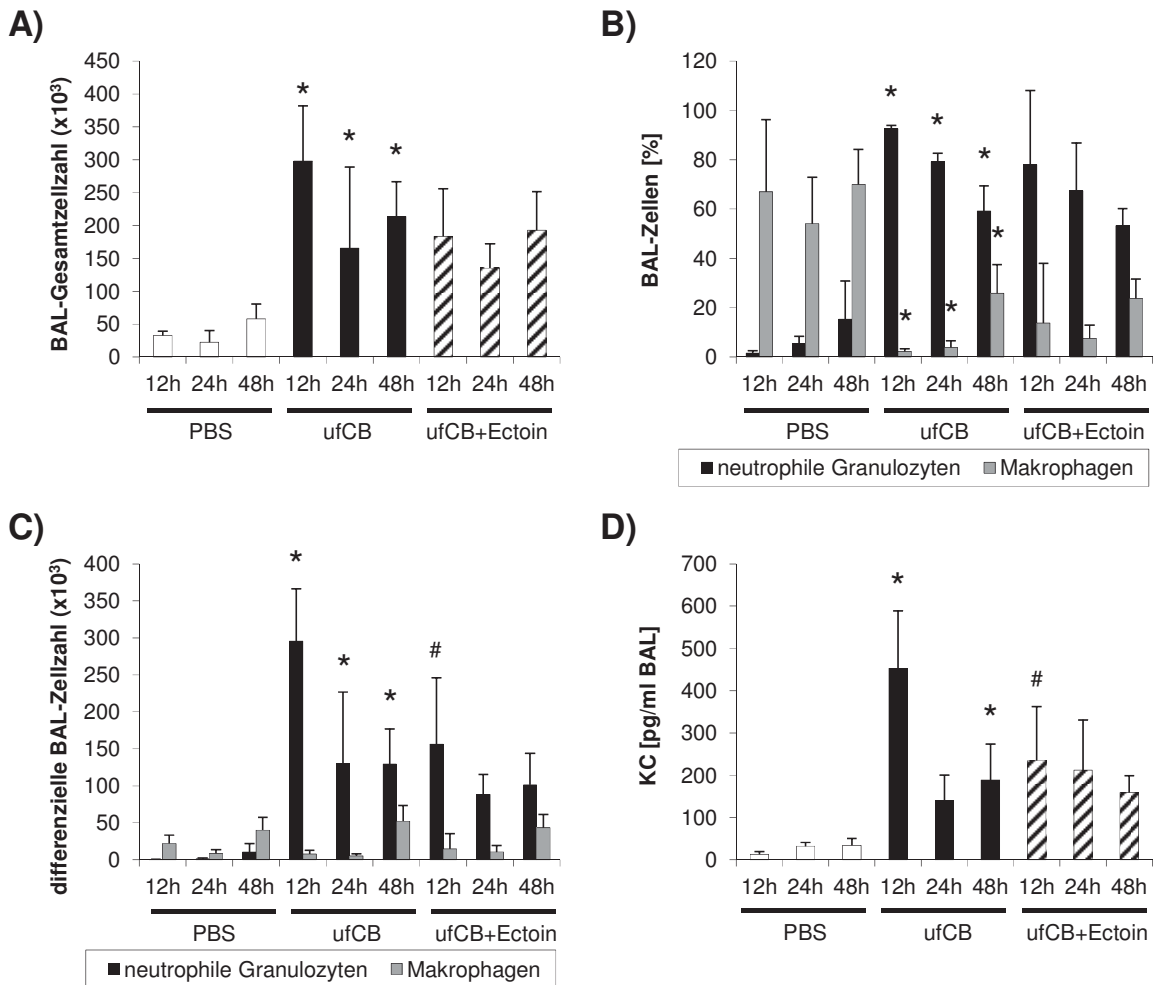 A)
BAL-Gesamtzellzahl (x10³)
450
400
350
300
250
200
150
100
50
0
*
*
*
12h 24h 48h 12h 24h 48h 12h 24h 48h
PBS ufCB ufCB+Ectoin
B)
BAL-Zellen [%]
120
100
80
60
40
20
0
*
*
*
*
*
*
12h 24h 48h 12h 24h 48h 12h 24h 48h
PBS ufCB ufCB+Ectoin
neutrophile Granulozyten Makrophagen
C)
differenzielle BAL-Zellzahl (x10³)
400
350
300
250
200
150
100
50
0
*
*
*
#
12h 24h 48h 12h 24h 48h 12h 24h 48h
PBS ufCB ufCB+Ectoin
neutrophile Granulozyten Makrophagen
D)
KC [pg/ml BAL]
700
600
500
400
300
200
100
0
*
*
#
12h 24h 48h 12h 24h 48h 12h 24h 48h
PBS ufCB ufCB+Ectoin